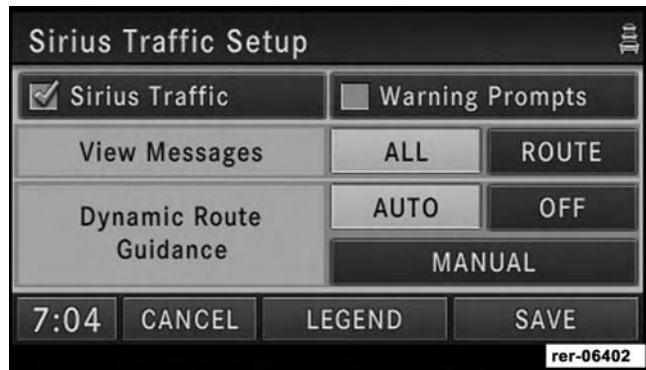 Sirius Traffic Setup
Sirius Traffic
Warning Prompts
View Messages
ALL
ROUTE
Dynamic Route
Guidance
AUTO
OFF
MANUAL
7:04
CANCEL
LEGEND
SAVE
rer-06402